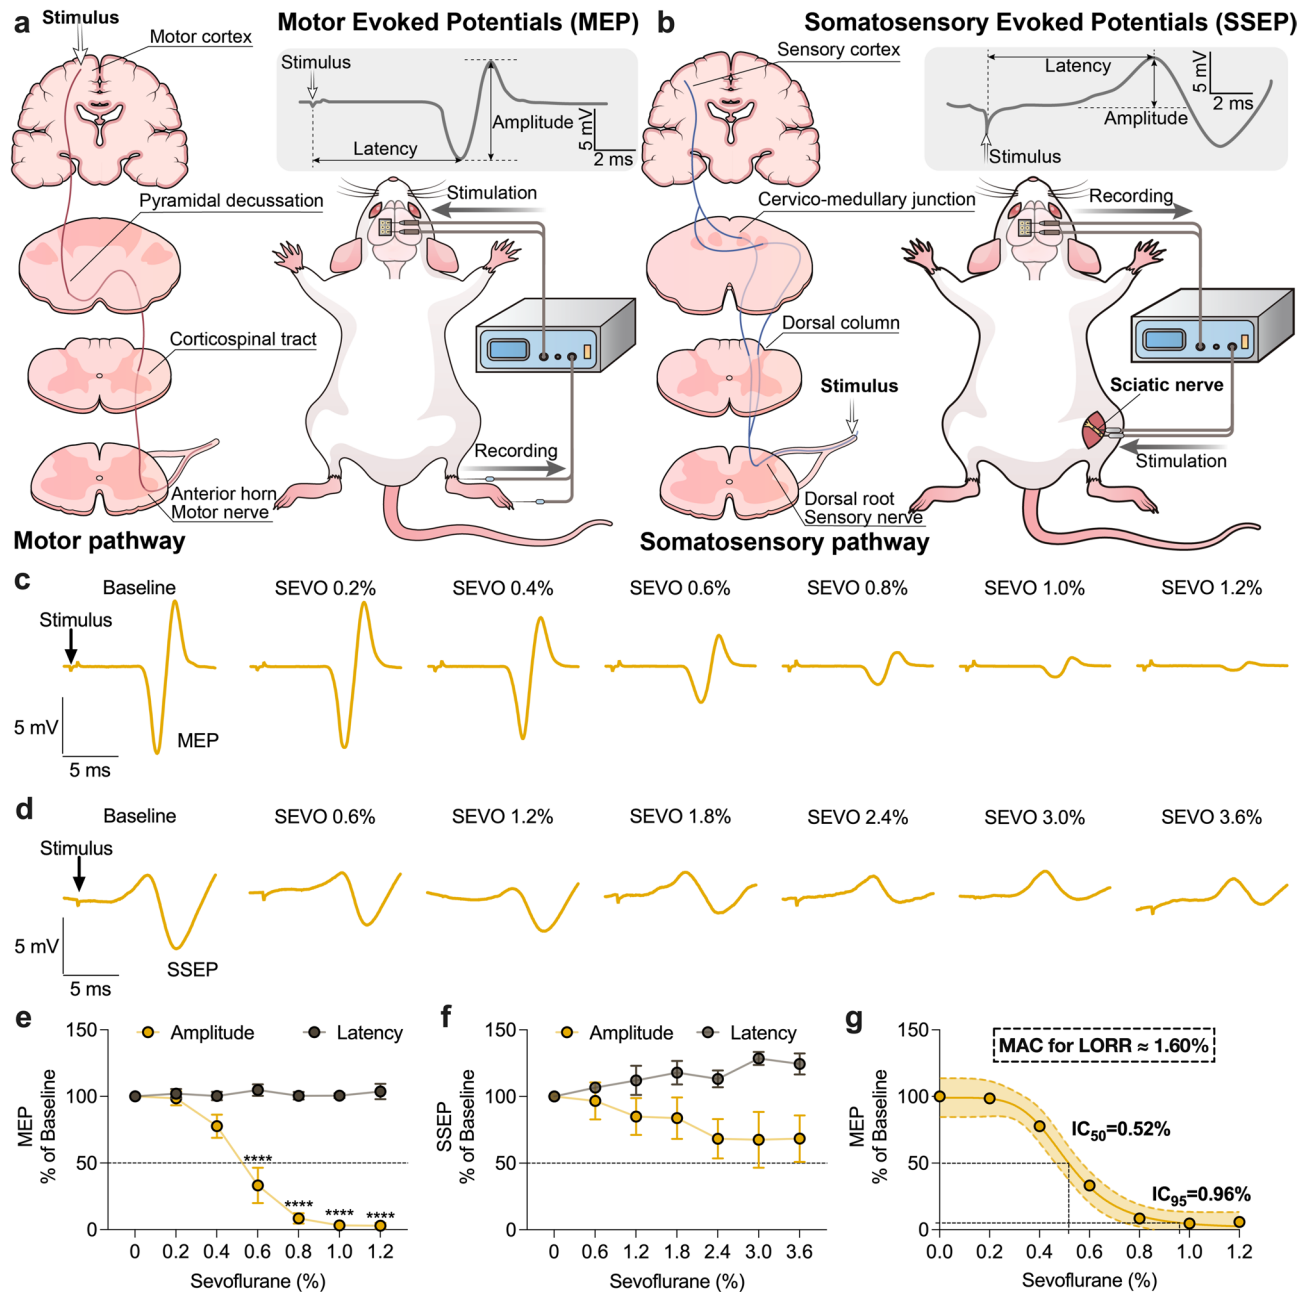 a
Stimulus
Motor Evoked Potentials (MEP)
Motor cortex
Stimulus
Amplitude
5 mV
2 ms
Latency
Pyramidal decussation
Stimulation
Corticospinal tract
Recording
Anterior horn
Motor nerve
Motor pathway
b
Somatosensory Evoked Potentials (SSEP)
Sensory cortex
Latency
5 mV
2 ms
Amplitude
Stimulus
Cervico-medullary junction
Recording
Dorsal column
Stimulus
Sciatic nerve
Stimulation
Dorsal root
Sensory nerve
Somatosensory pathway
c
Baseline
SEVO 0.2%
SEVO 0.4%
SEVO 0.6%
SEVO 0.8%
SEVO 1.0%
SEVO 1.2%
Stimulus
5 mV
MEP
5 ms
d
Baseline
SEVO 0.6%
SEVO 1.2%
SEVO 1.8%
SEVO 2.4%
SEVO 3.0%
SEVO 3.6%
Stimulus
5 mV
SSEP
5 ms
e
Amplitude
Latency
MEP
% of Baseline
150
100
50
0
****
****
****
****
0 0.2 0.4 0.6 0.8 1.0 1.2
Sevoflurane (%)
f
Amplitude
Latency
SSEP
% of Baseline
150
100
50
0
0 0.6 1.2 1.8 2.4 3.0 3.6
Sevoflurane (%)
g
MAC for LORR ≈ 1.60%
MEP
% of Baseline
150
100
50
0
IC50=0.52%
IC95=0.96%
0.0 0.2 0.4 0.6 0.8 1.0 1.2
Sevoflurane (%)